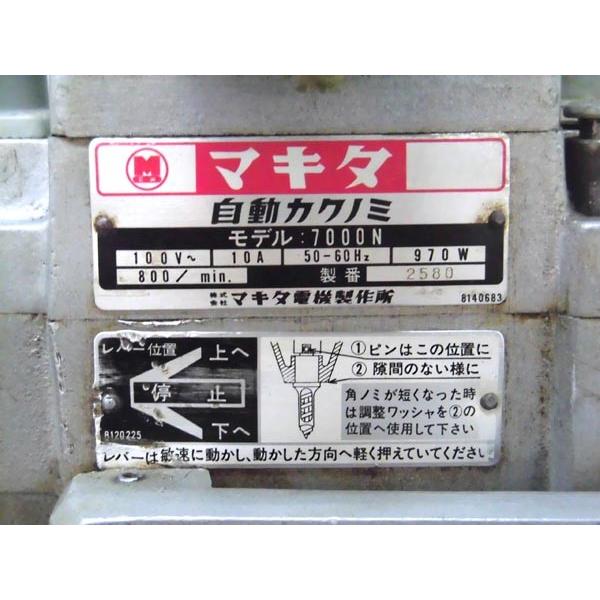 M マキタ
自動カクノミ
モデル:7000N
100V~ 10A 50-60Hz 970W
800/min. 製番 2580
株式会社 マキタ電機製作所
8140683
レバー位置 上へ
停止
下へ
8120225
①ピンはこの位置に
②隙間のない様に
角ノミが短くなった時
は調整ワッシャを②の
位置へ使用して下さい
レバーは敏速に動かし、動かした方向へ軽く押えていてください